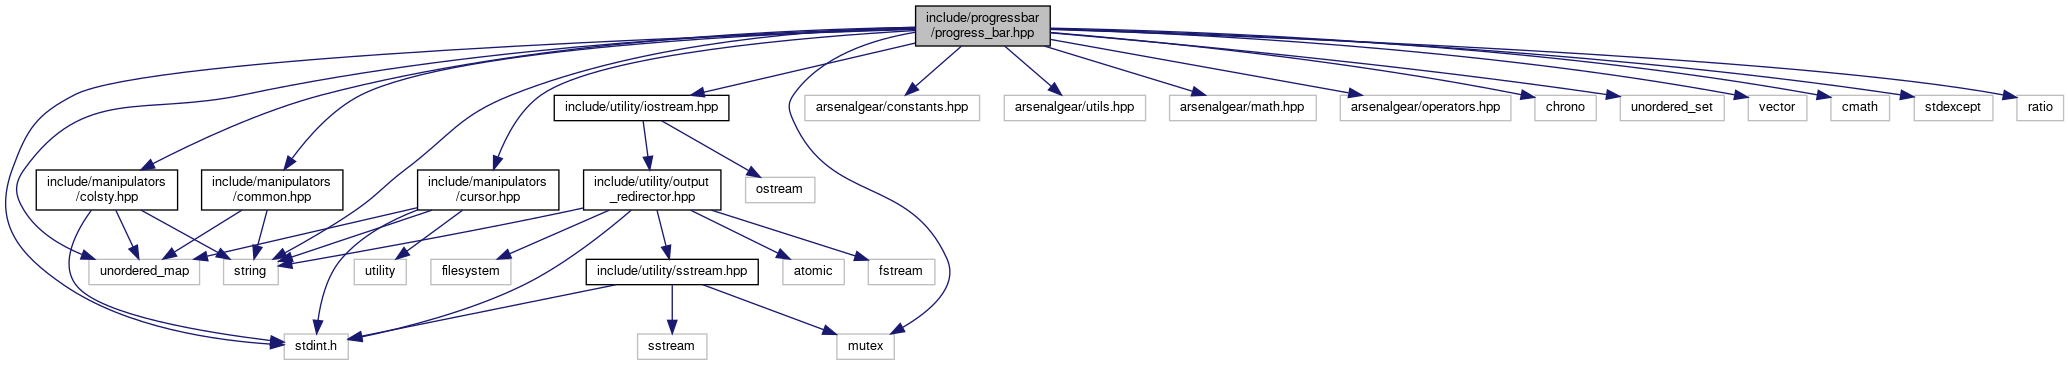 include/progressbar
/progress_bar.hpp
include/utility/iostream.hpp
arsenalgear/constants.hpp
arsenalgear/utils.hpp
arsenalgear/math.hpp
arsenalgear/operators.hpp
chrono
unordered_set
vector
cmath
stdexcept
ratio
include/manipulators
/colsty.hpp
include/manipulators
/common.hpp
include/manipulators
/cursor.hpp
include/utility/output
_redirector.hpp
ostream
unordered_map
string
utility
filesystem
include/utility/sstream.hpp
atomic
fstream
stdint.h
sstream
mutex